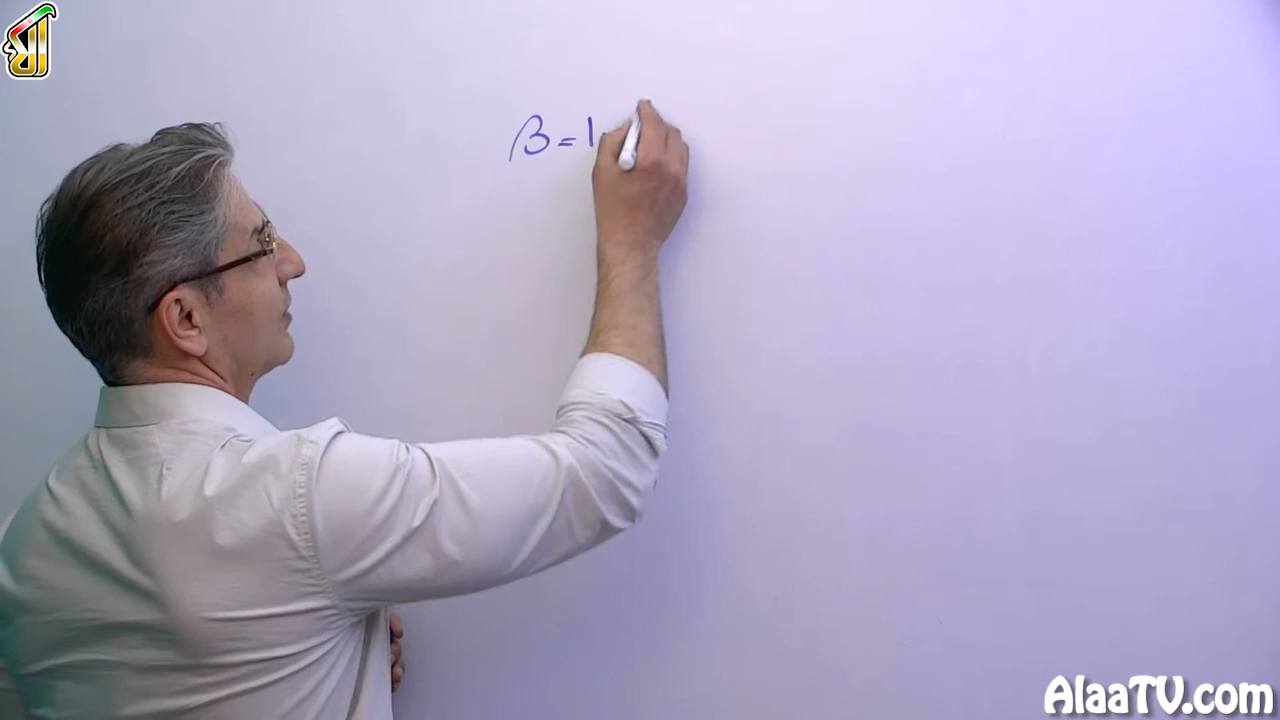 β = 1
AlaaTV.com